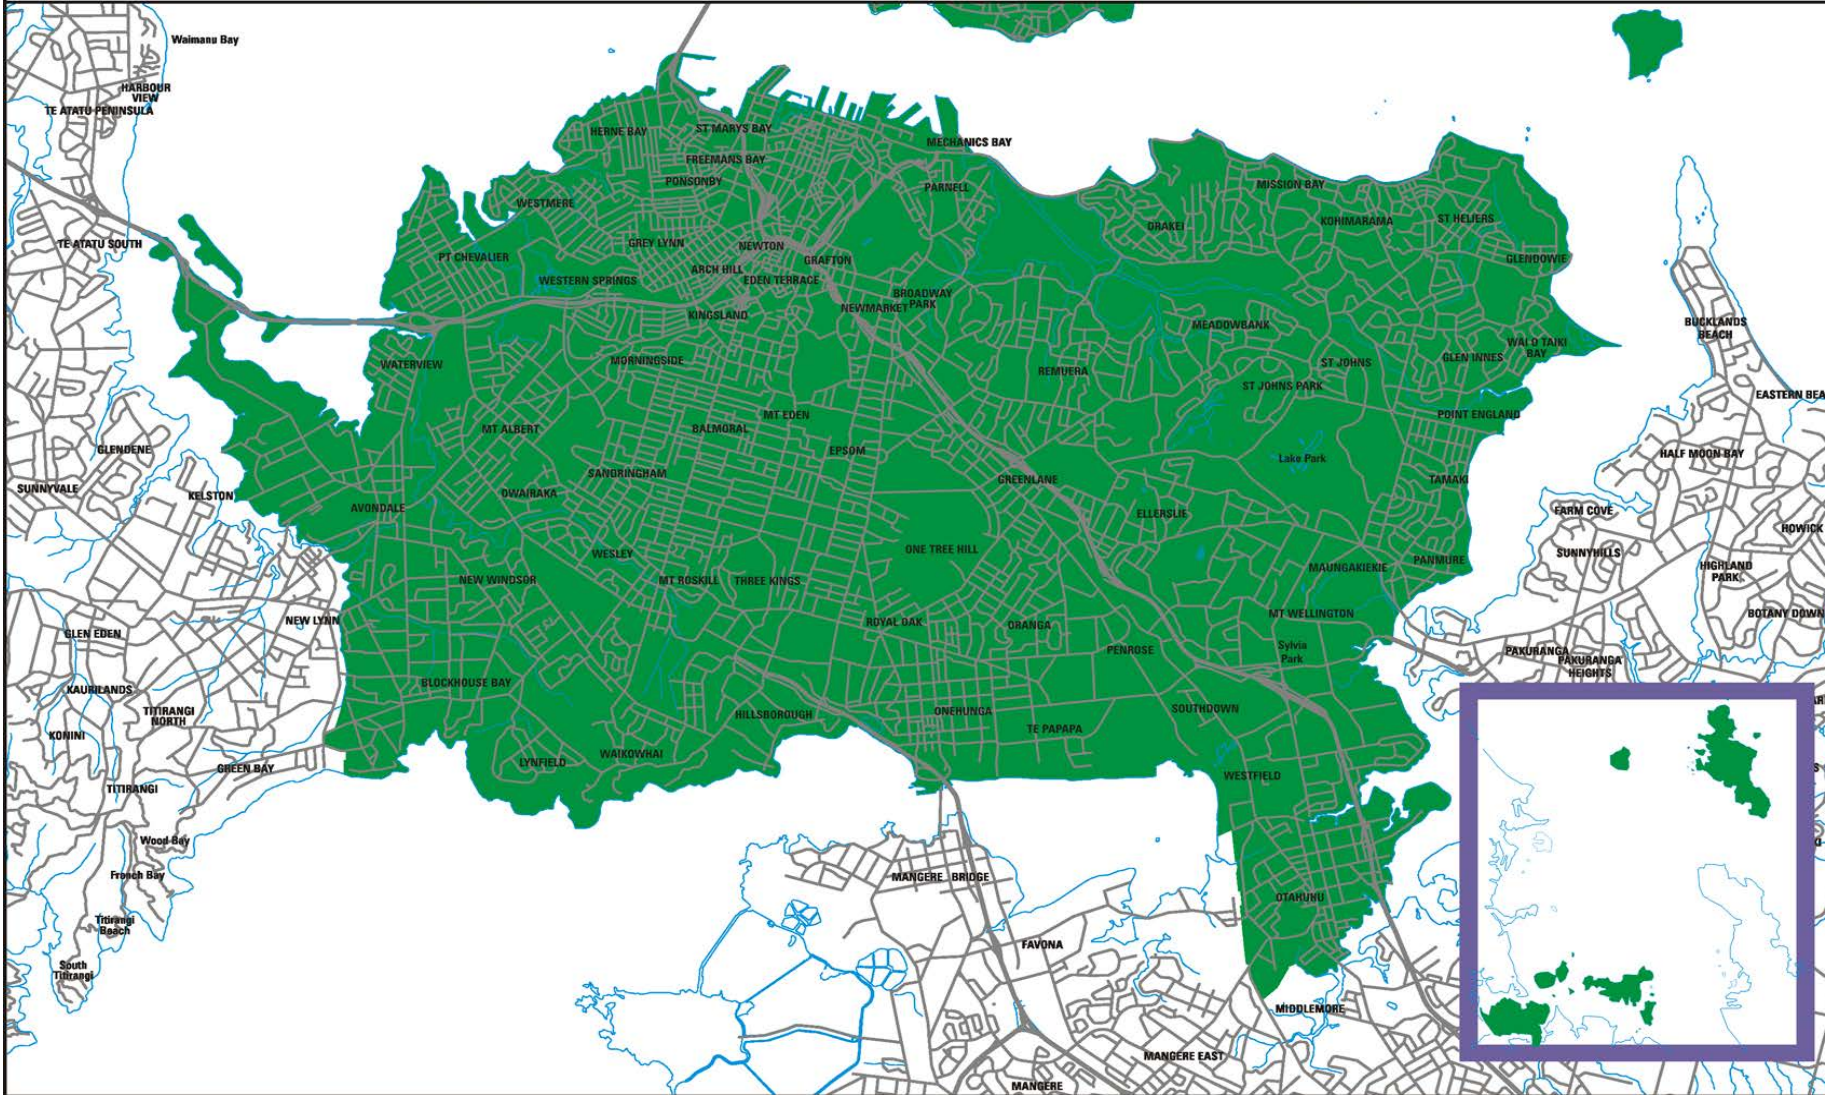 Waimanu Bay
HARBOUR
VIEW
TE ATATU PENINSULA
HERNE BAY
ST MARYS BAY
MECHANICS BAY
FREEMANS BAY
PONSONBY
PARNELL
MISSION BAY
WESTMERE
KOHIMARAMA
ST HELIERS
ORAKEI
TE ATATU SOUTH
GREY LYNN
NEWTON
PT CHEVALIER
GRAFTON
GLENDOWIE
ARCH HILL
WESTERN SPRINGS
EDEN TERRACE
BROADWAY
PARK
NEWMARKET
KINGSLAND
MEADOWBANK
BUCKLANDS
BEACH
WAI O TAIKI
BAY
WATERVIEW
MORNINGSIDE
REMUERA
ST JOHNS
GLEN INNES
ST JOHNS PARK
EASTERN BEA
MT EDEN
POINT ENGLAND
MT ALBERT
BALMORAL
GLENDENE
EPSOM
Lake Park
HALF MOON BAY
SANDRINGHAM
GREENLANE
TAMAKI
SUNNYVALE
KELSTON
OWAIRAKA
AVONDALE
ELLERSLIE
FARM COVE
HOWICK
WESLEY
ONE TREE HILL
SUNNYHILLS
PANMURE
MAUNGAKIEKIE
HIGHLAND
PARK
NEW WINDSOR
MT ROSKILL
THREE KINGS
MT WELLINGTON
BOTANY DOWN
NEW LYNN
ROYAL OAK
ORANGA
GLEN EDEN
PENROSE
Sylvia
Park
PAKURANGA
PAKURANGA
HEIGHTS
BLOCKHOUSE BAY
KAURILANDS
TITIRANGI
NORTH
HILLSBOROUGH
ONEHUNGA
SOUTHDOWN
KONINI
TE PAPAPA
WAIKOWHAI
LYNFIELD
GREEN BAY
WESTFIELD
TITIRANGI
Wood Bay
French Bay
MANGERE BRIDGE
OTAHUHU
Titirangi
Beach
FAVONA
South
Titirangi
MIDDLEMORE
MANGERE EAST
MANGERE